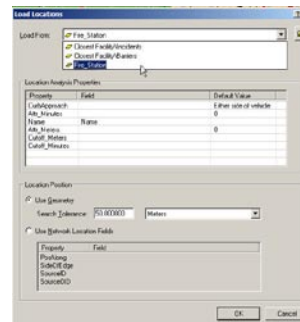 Load Locations
Load From: Fire_Station
Closest Facility\Incidents
Closest Facility\Barriers
Fire_Station
Location Analysis Properties
Property Field Default Value
CurbApproach Either side of vehicle
Attr_Minutes 0
Name Name
Attr_Meters 0
Cutoff_Meters
Cutoff_Minutes
Location Position
Use Geometry
Search Tolerance: 50.000000 Meters
Use Network Location Fields
Property Field
PosAlong
SideOfEdge
SourceID
SourceOID
OK Cancel